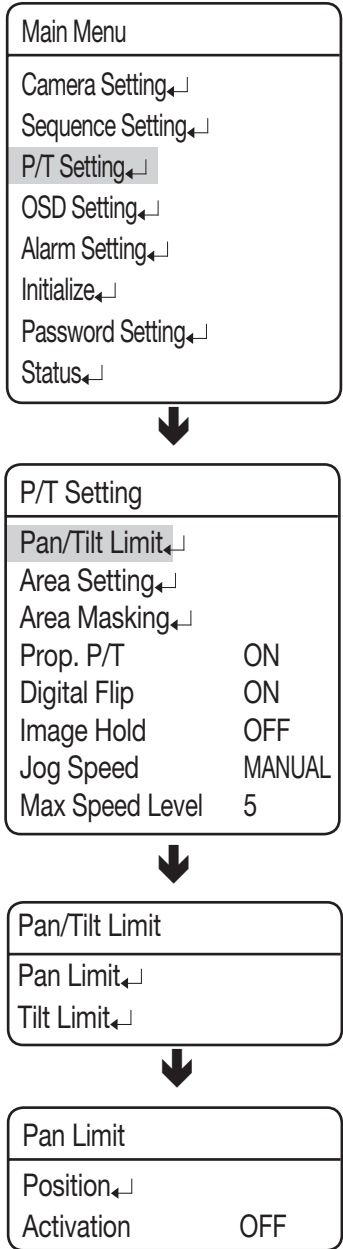 Main Menu
Camera Setting↵
Sequence Setting↵
P/T Setting↵
OSD Setting↵
Alarm Setting↵
Initialize↵
Password Setting↵
Status↵
P/T Setting
Pan/Tilt Limit↵
Area Setting↵
Area Masking↵
Prop. P/T ON
Digital Flip ON
Image Hold OFF
Jog Speed MANUAL
Max Speed Level 5
Pan/Tilt Limit
Pan Limit↵
Tilt Limit↵
Pan Limit
Position↵
Activation OFF